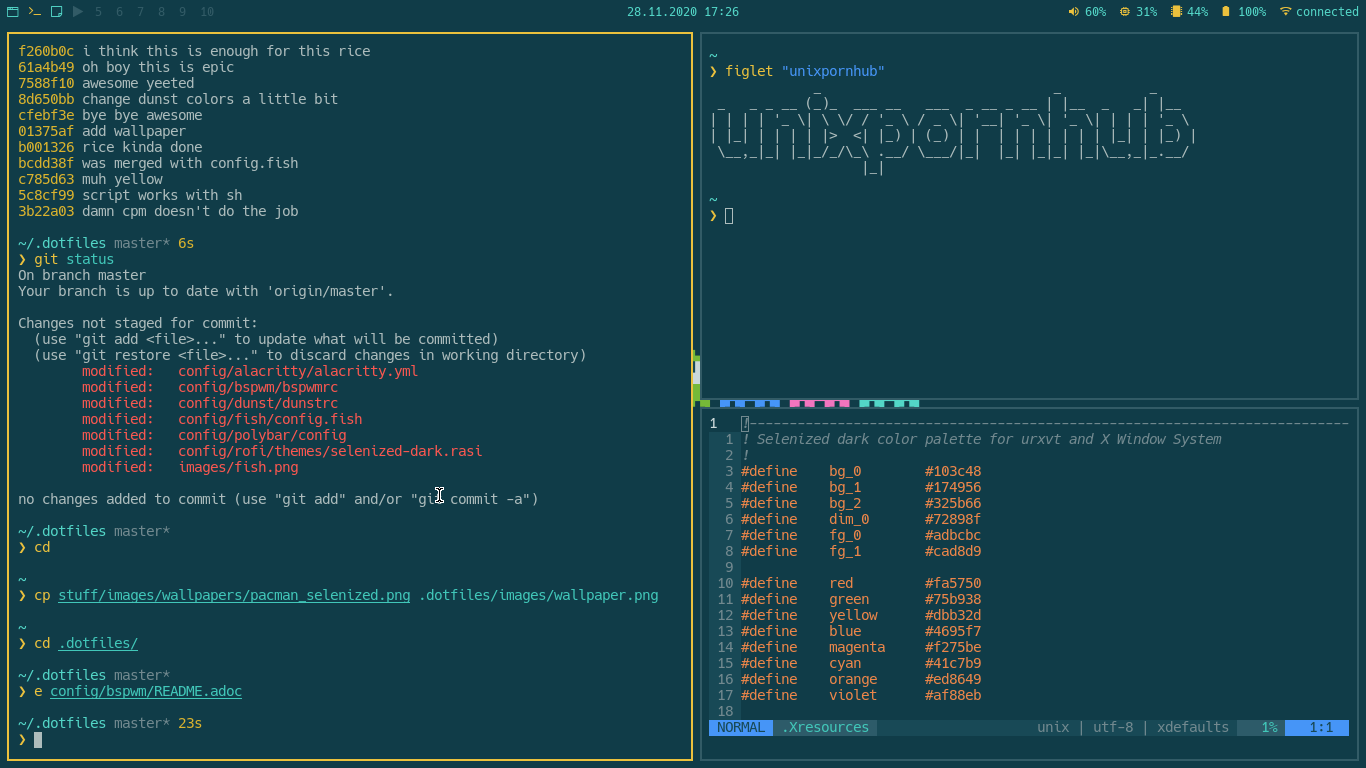 5 6 7 8 9 10
28.11.2020 17:26
60% 31% 44% 100% connected
f260b0c i think this is enough for this rice
61a4b49 oh boy this is epic
7588f10 awesome yeeted
8d650bb change dunst colors a little bit
cfebf3e bye bye awesome
01375af add wallpaper
b001326 rice kinda done
bcdd38f was merged with config.fish
c785d63 muh yellow
5c8cf99 script works with sh
3b22a03 damn cpm doesn't do the job
~/.dotfiles master* 6s
❯ git status
On branch master
Your branch is up to date with 'origin/master'.
Changes not staged for commit:
(use "git add <file>..." to update what will be committed)
(use "git restore <file>..." to discard changes in working directory)
modified:   config/alacritty/alacritty.yml
modified:   config/bspwm/bspwmrc
modified:   config/dunst/dunstrc
modified:   config/fish/config.fish
modified:   config/polybar/config
modified:   config/rofi/themes/selenized-dark.rasi
modified:   images/fish.png
no changes added to commit (use "git add" and/or "git commit -a")
~/.dotfiles master*
❯ cd
~
❯ cp stuff/images/wallpapers/pacman_selenized.png .dotfiles/images/wallpaper.png
~
❯ cd .dotfiles/
~/.dotfiles master*
❯ e config/bspwm/README.adoc
~/.dotfiles master* 23s
❯
~
❯ figlet "unixpornhub"
unixpornhub
~
❯
1 !---------------------------------------------------------------------------
1 ! Selenized dark color palette for urxvt and X Window System
2 !
3 #define    bg_0        #103c48
4 #define    bg_1        #174956
5 #define    bg_2        #325b66
6 #define    dim_0       #72898f
7 #define    fg_0        #adbcbc
8 #define    fg_1        #cad8d9
9
10 #define    red         #fa5750
11 #define    green       #75b938
12 #define    yellow      #dbb32d
13 #define    blue        #4695f7
14 #define    magenta     #f275be
15 #define    cyan        #41c7b9
16 #define    orange      #ed8649
17 #define    violet      #af88eb
18
NORMAL .Xresources unix | utf-8 | xdefaults 1% 1:1